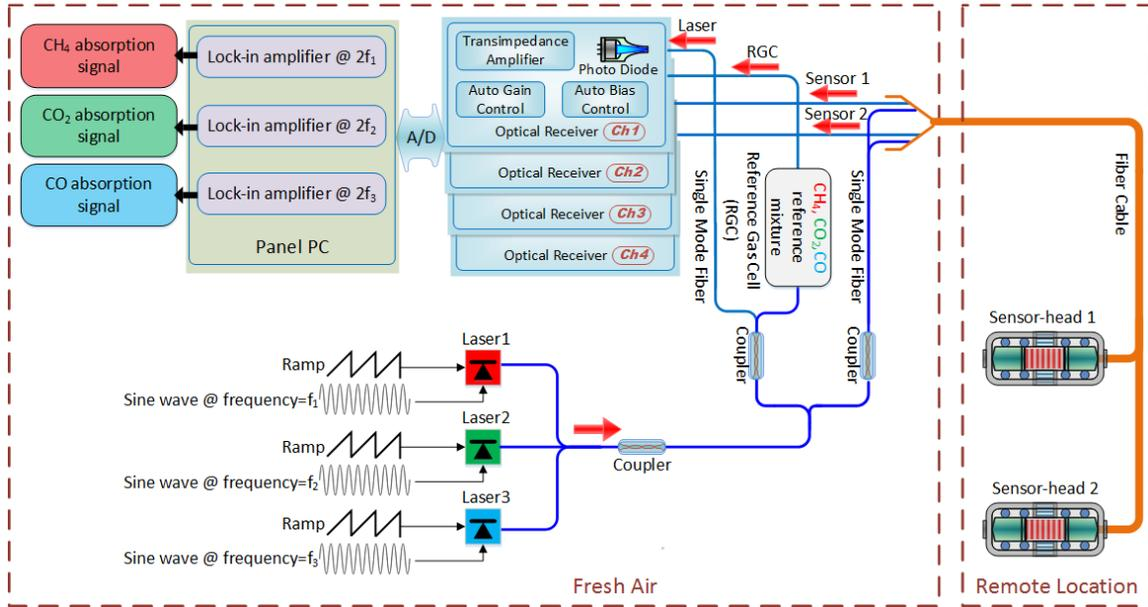 CH₄ absorption
signal
CO₂ absorption
signal
CO absorption
signal
Lock-in amplifier @ 2f₁
Lock-in amplifier @ 2f₂
Lock-in amplifier @ 2f₃
Panel PC
A/D
Transimpedance
Amplifier
Photo Diode
Auto Gain
Control
Auto Bias
Control
Optical Receiver Ch1
Optical Receiver Ch2
Optical Receiver Ch3
Optical Receiver Ch4
Laser
RGC
Sensor 1
Sensor 2
Single Mode Fiber
Reference Gas Cell
(RGC)
CH₄, CO₂,CO
reference
mixture
Single Mode Fiber
Fiber Cable
Coupler
Coupler
Sensor-head 1
Laser1
Ramp
Sine wave @ frequency=f₁
Laser2
Ramp
Sine wave @ frequency=f₂
Coupler
Laser3
Ramp
Sine wave @ frequency=f₃
Sensor-head 2
Fresh Air
Remote Location